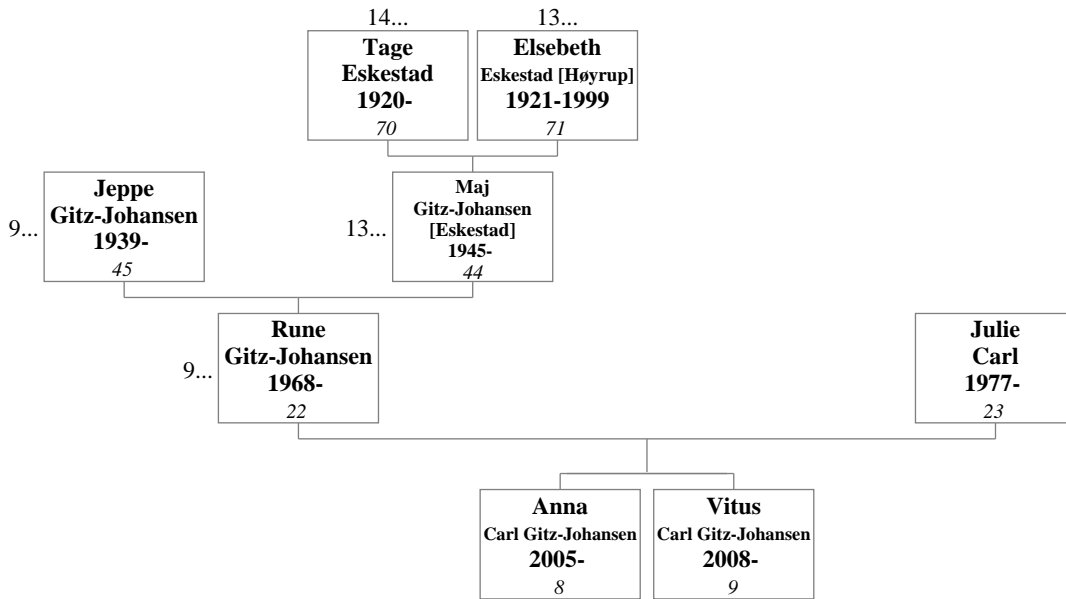 14...
13...
Tage
Eskestad
1920-
70
Elsebeth
Eskestad [Høyrup]
1921-1999
71
9...
Jeppe
Gitz-Johansen
1939-
45
13...
Maj
Gitz-Johansen
[Eskestad]
1945-
44
9...
Rune
Gitz-Johansen
1968-
22
Julie
Carl
1977-
23
Anna
Carl Gitz-Johansen
2005-
8
Vitus
Carl Gitz-Johansen
2008-
9